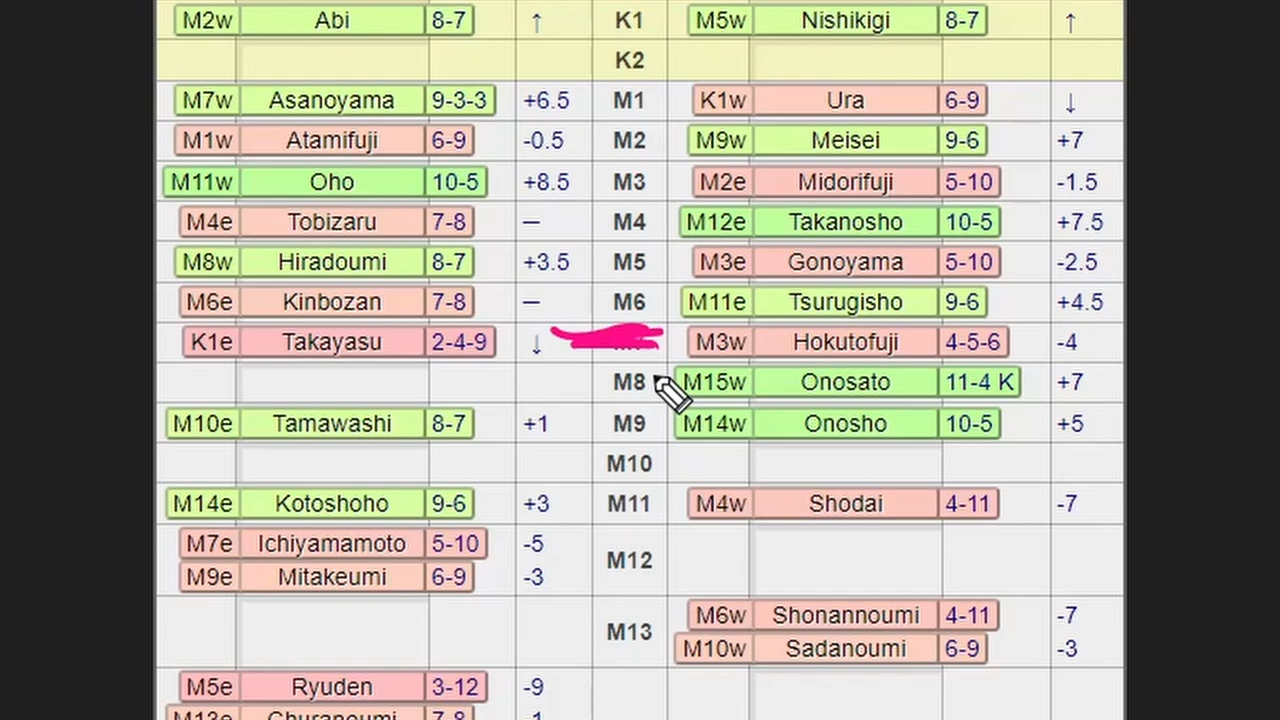 M2w Abi 8-7 ↑ K1 M5w Nishikigi 8-7 ↑
K2
M7w Asanoyama 9-3-3 +6.5 M1 K1w Ura 6-9 ↓
M1w Atamifuji 6-9 -0.5 M2 M9w Meisei 9-6 +7
M11w Oho 10-5 +8.5 M3 M2e Midorifuji 5-10 -1.5
M4e Tobizaru 7-8 — M4 M12e Takanosho 10-5 +7.5
M8w Hiradoumi 8-7 +3.5 M5 M3e Gonoyama 5-10 -2.5
M6e Kinbozan 7-8 — M6 M11e Tsurugisho 9-6 +4.5
K1e Takayasu 2-4-9 ↓ M3w Hokutofuji 4-5-6 -4
M8 M15w Onosato 11-4 K +7
M10e Tamawashi 8-7 +1 M9 M14w Onosho 10-5 +5
M10
M14e Kotoshoho 9-6 +3 M11 M4w Shodai 4-11 -7
M7e Ichiyamamoto 5-10 -5
M12
M9e Mitakeumi 6-9 -3
M6w Shonannoumi 4-11 -7
M13
M10w Sadanoumi 6-9 -3
M5e Ryuden 3-12 -9